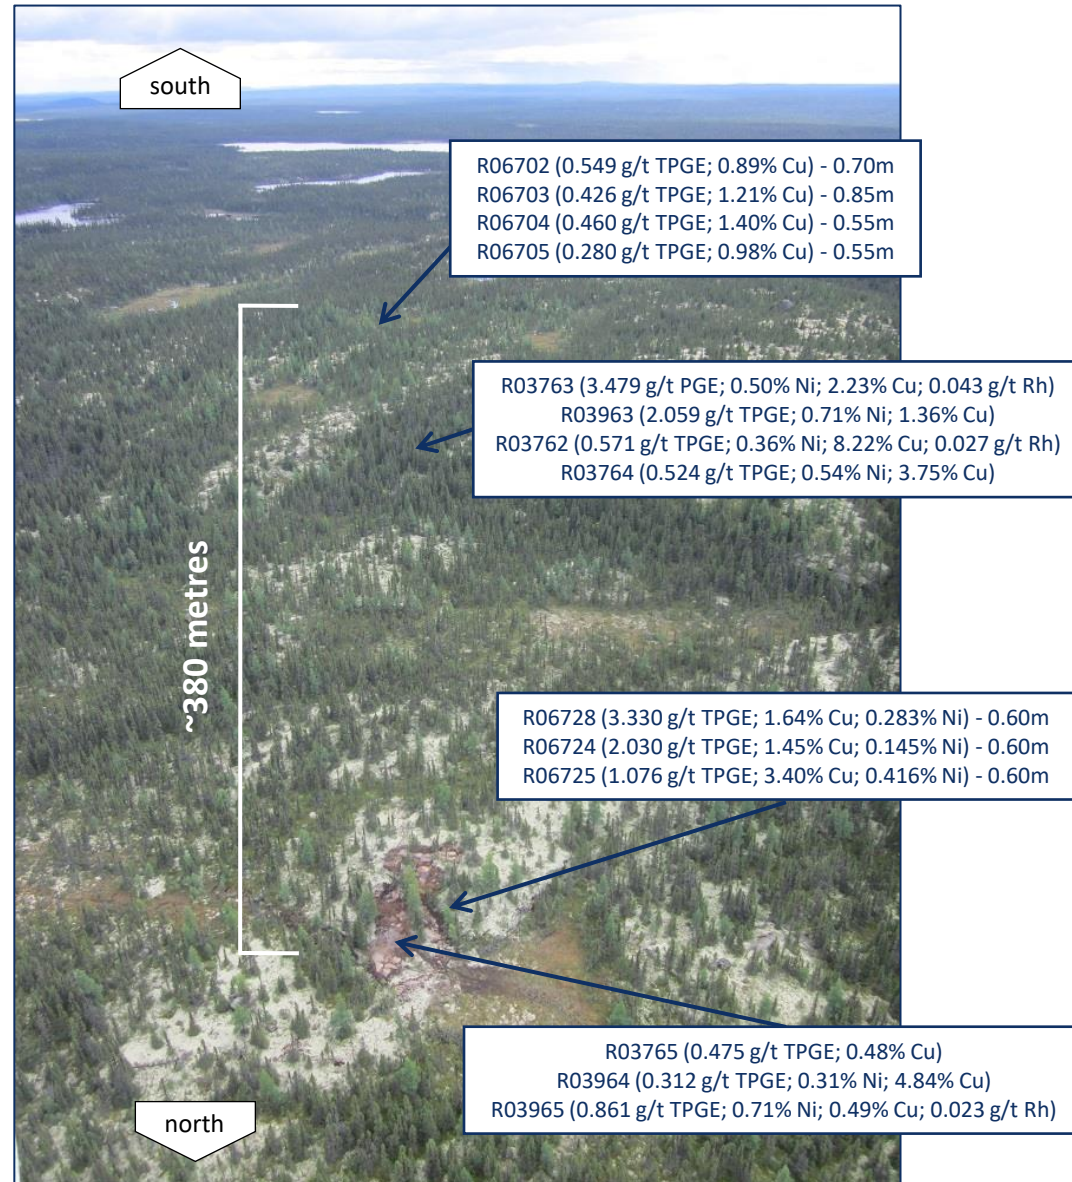 south
R06702 (0.549 g/t TPGE; 0.89% Cu) - 0.70m
R06703 (0.426 g/t TPGE; 1.21% Cu) - 0.85m
R06704 (0.460 g/t TPGE; 1.40% Cu) - 0.55m
R06705 (0.280 g/t TPGE; 0.98% Cu) - 0.55m
R03763 (3.479 g/t PGE; 0.50% Ni; 2.23% Cu; 0.043 g/t Rh)
R03963 (2.059 g/t TPGE; 0.71% Ni; 1.36% Cu)
R03762 (0.571 g/t TPGE; 0.36% Ni; 8.22% Cu; 0.027 g/t Rh)
R03764 (0.524 g/t TPGE; 0.54% Ni; 3.75% Cu)
~380 metres
R06728 (3.330 g/t TPGE; 1.64% Cu; 0.283% Ni) - 0.60m
R06724 (2.030 g/t TPGE; 1.45% Cu; 0.145% Ni) - 0.60m
R06725 (1.076 g/t TPGE; 3.40% Cu; 0.416% Ni) - 0.60m
R03765 (0.475 g/t TPGE; 0.48% Cu)
R03964 (0.312 g/t TPGE; 0.31% Ni; 4.84% Cu)
R03965 (0.861 g/t TPGE; 0.71% Ni; 0.49% Cu; 0.023 g/t Rh)
north